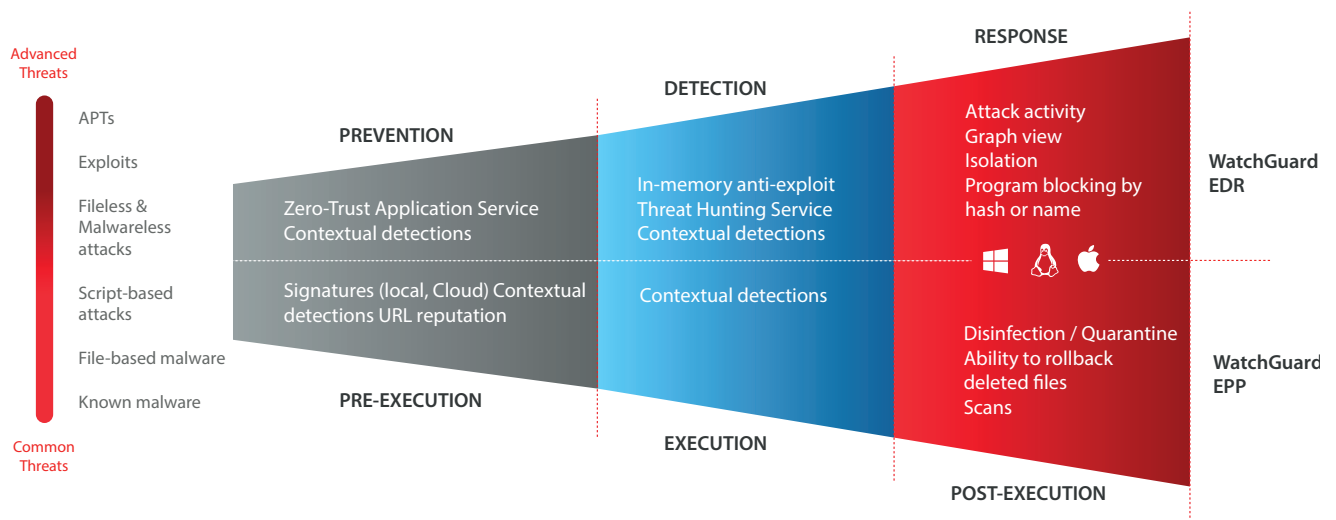 Advanced
Threats
APTs
Exploits
Fileless &
Malwareless
attacks
Script-based
attacks
File-based malware
Known malware
Common
Threats
PREVENTION
Zero-Trust Application Service
Contextual detections
Signatures (local, Cloud) Contextual
detections URL reputation
PRE-EXECUTION
DETECTION
In-memory anti-exploit
Threat Hunting Service
Contextual detections
Contextual detections
EXECUTION
RESPONSE
Attack activity
Graph view
Isolation
Program blocking by
hash or name
Disinfection / Quarantine
Ability to rollback
deleted files
Scans
POST-EXECUTION
WatchGuard
EDR
WatchGuard
EPP